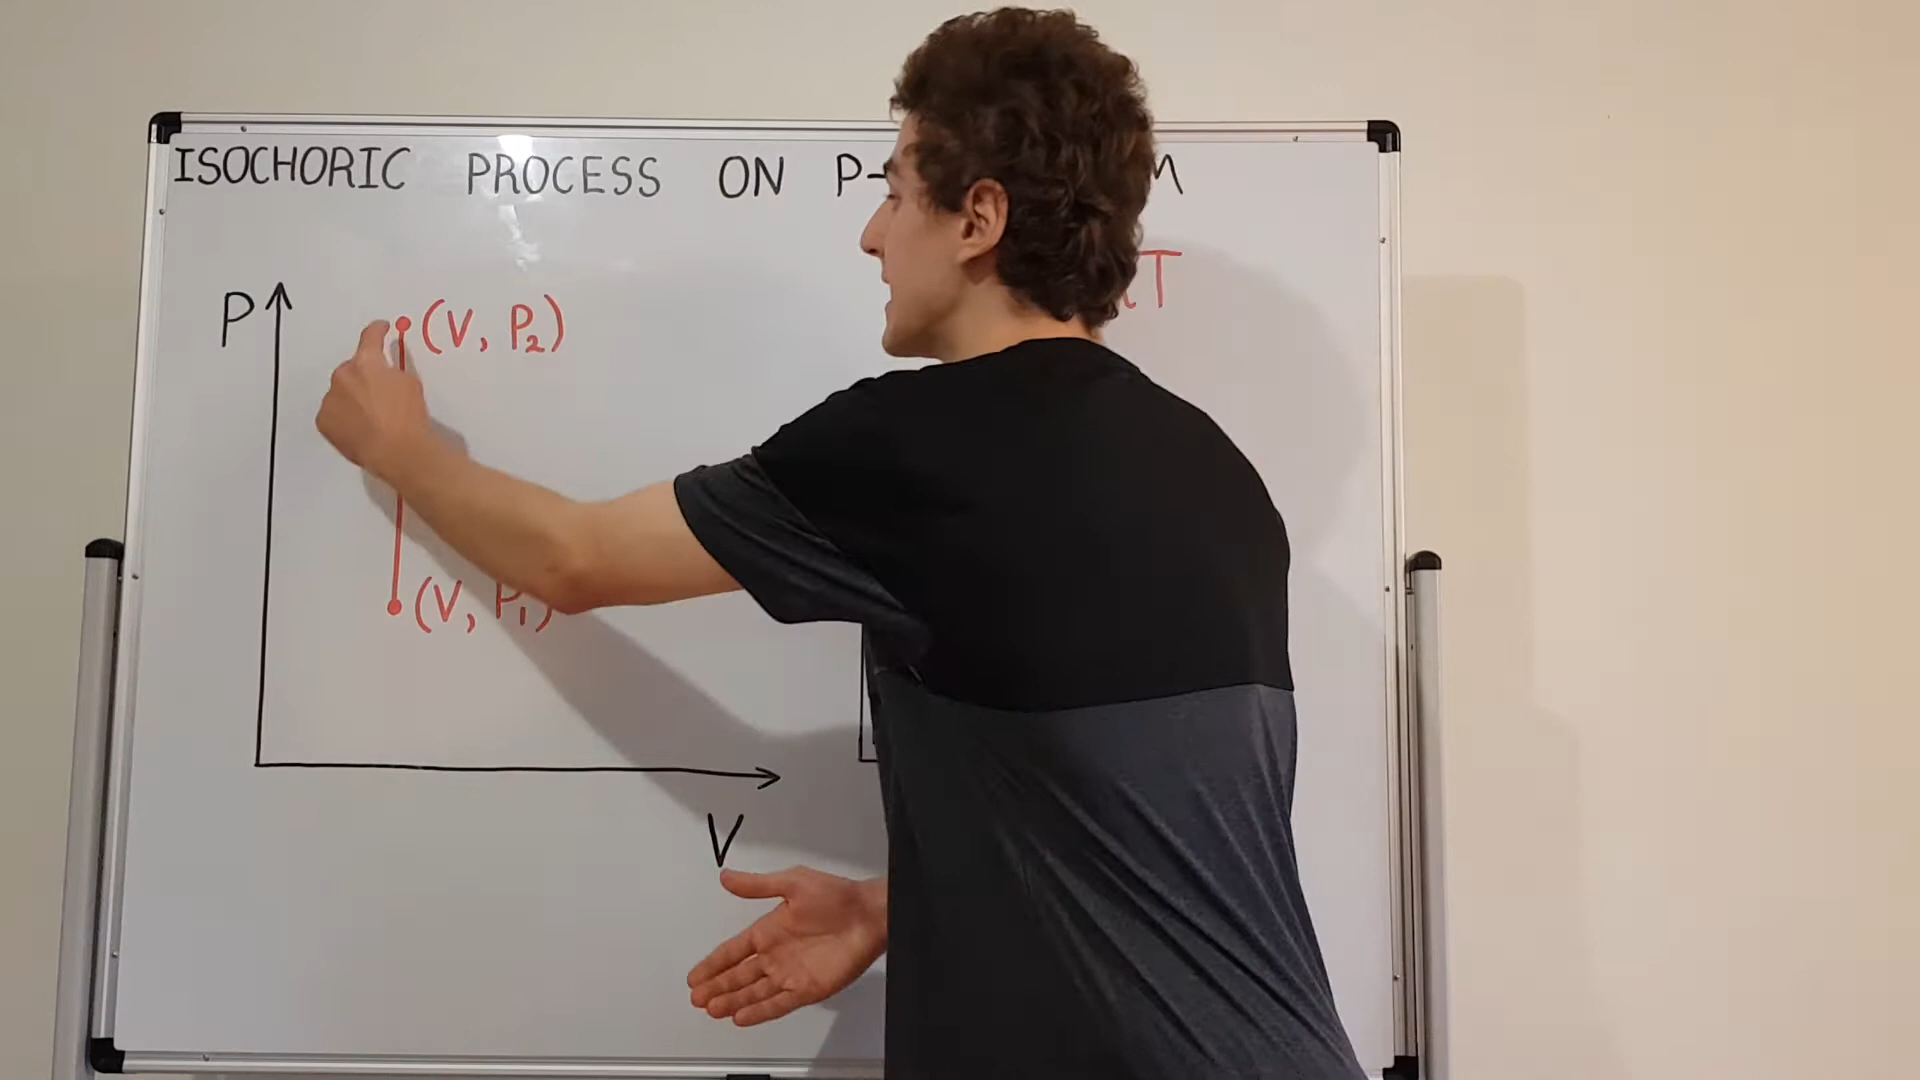 ISOCHORIC PROCESS ON P-
P
(V, P₂)
(V, P₁)
V